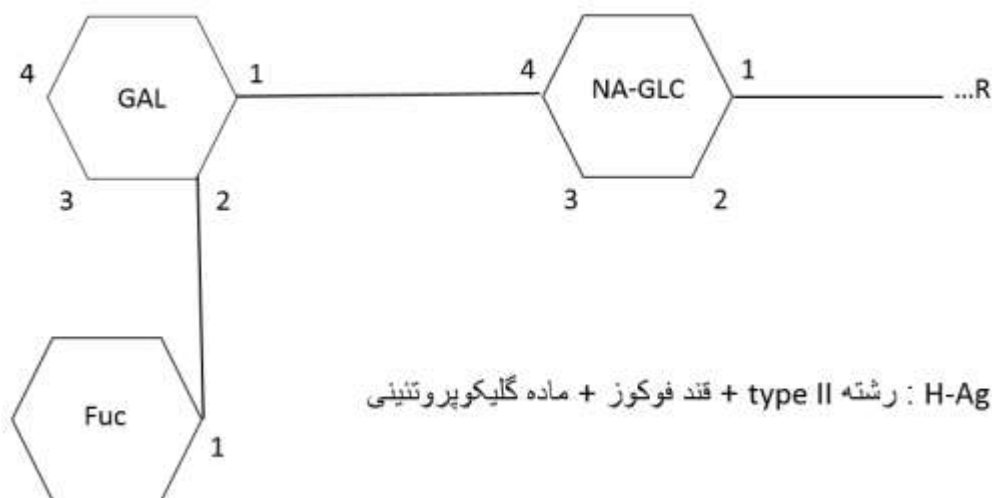 GAL
1
4
3
2
4
NA-GLC
1
3
2
...R
Fuc
1
H-Ag : رشته type II + قند فوکوز + ماده گلیکوپروتئینی